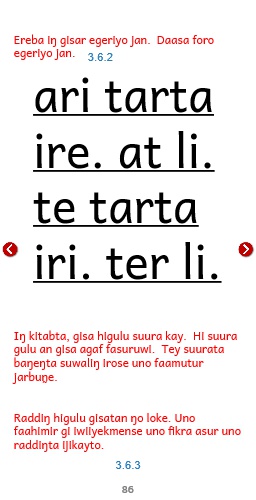 Ereba iŋ gisar egeriyo jan.  Daasa foro
egeriyo jan.   3.6.2
ari tarta
ire. at li.
te tarta
iri. ter li.
Iŋ kitabta, gisa higulu suura kay.  Hi suura
gulu an gisa agaf fasuruwi.  Tey suurata
baŋeŋta suwaliŋ irose uno faamutur
jarbuŋe.
Raddiŋ higulu gisatan ŋo loke. Uno
faahimir gi iwiiyekmense uno fikra asur uno
raddiŋta ijikayto.
3.6.3
86